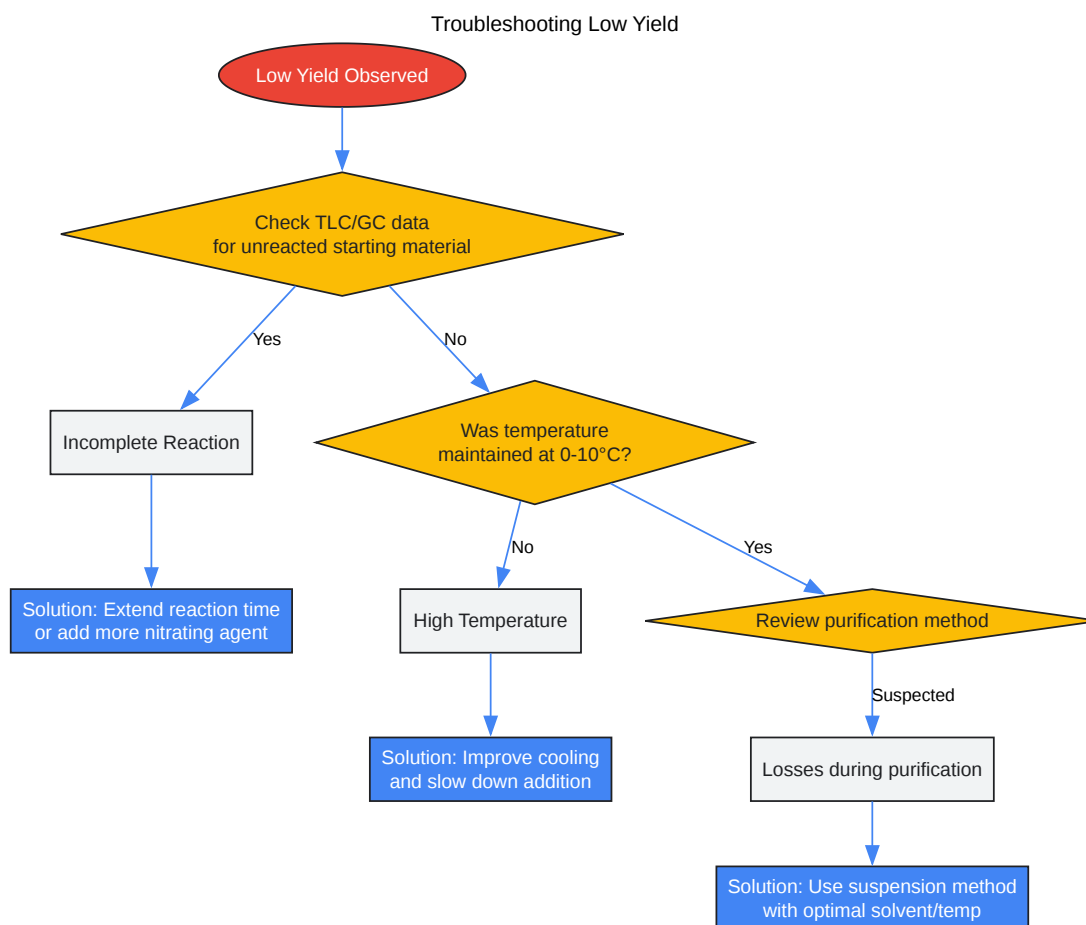 Troubleshooting Low Yield
Low Yield Observed
Check TLC/GC data
for unreacted starting material
Yes
No
Incomplete Reaction
Was temperature
maintained at 0-10°C?
No
Yes
Solution: Extend reaction time
or add more nitrating agent
High Temperature
Review purification method
Suspected
Solution: Improve cooling
and slow down addition
Losses during purification
Solution: Use suspension method
with optimal solvent/temp